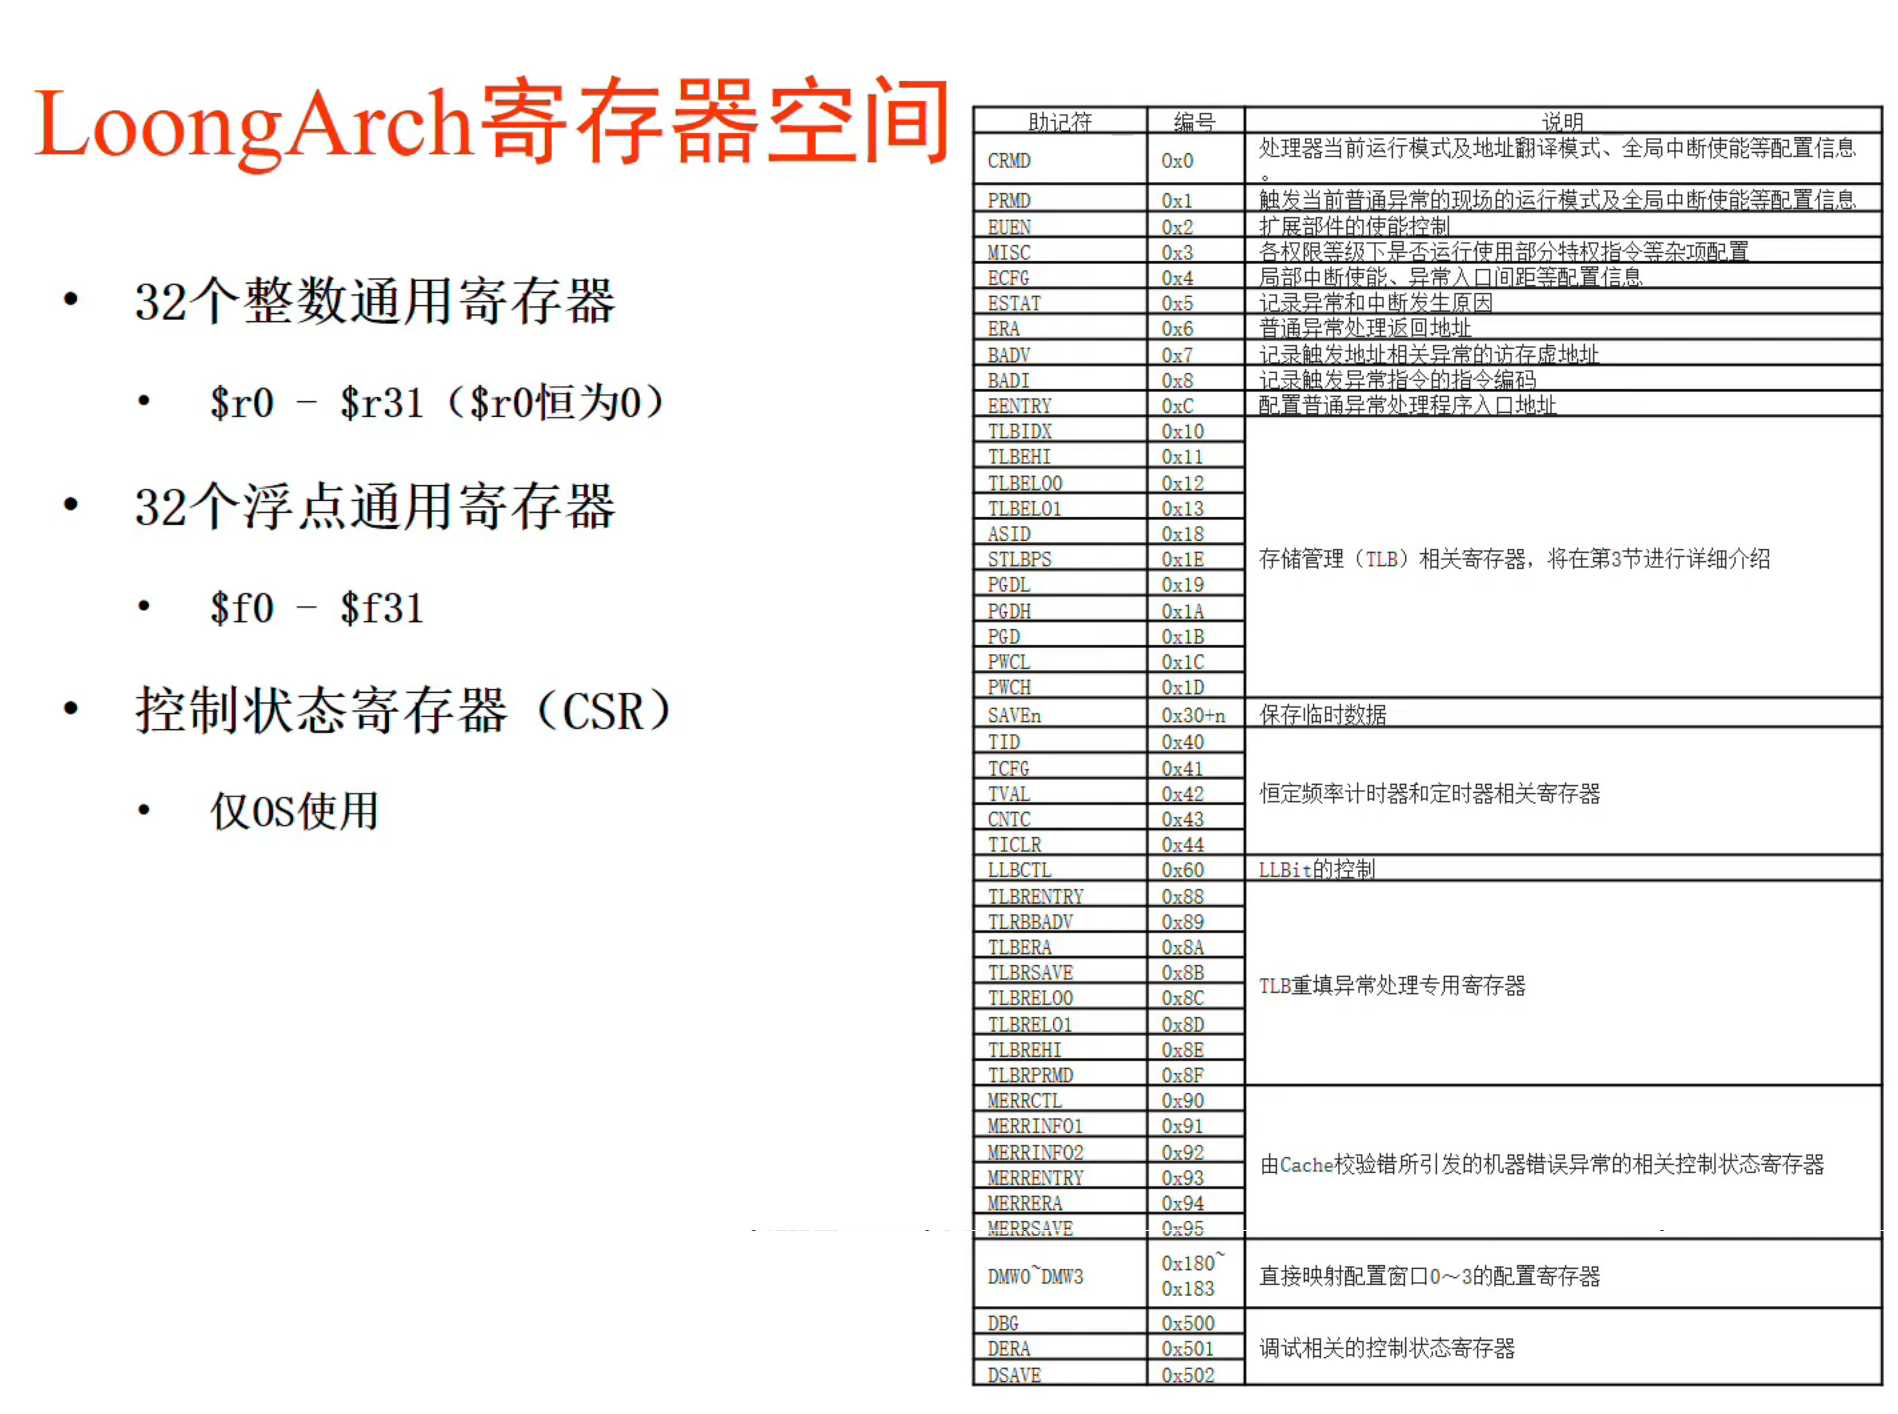 LoongArch寄存器空间
• 32个整数通用寄存器
• $r0 – $r31（$r0恒为0）
• 32个浮点通用寄存器
• $f0 – $f31
• 控制状态寄存器（CSR）
• 仅OS使用
助记符 编号 说明
CRMD 0x0 处理器当前运行模式及地址翻译模式、全局中断使能等配置信息
。
PRMD 0x1 触发当前普通异常的现场的运行模式及全局中断使能等配置信息
EUEN 0x2 扩展部件的使能控制
MISC 0x3 各权限等级下是否运行使用部分特权指令等杂项配置
ECFG 0x4 局部中断使能、异常入口间距等配置信息
ESTAT 0x5 记录异常和中断发生原因
ERA 0x6 普通异常处理返回地址
BADV 0x7 记录触发地址相关异常的访存虚地址
BADI 0x8 记录触发异常指令的指令编码
EENTRY 0xC 配置普通异常处理程序入口地址
TLBIDX 0x10
TLBEHI 0x11
TLBELO0 0x12
TLBELO1 0x13
ASID 0x18
STLBPS 0x1E 存储管理（TLB）相关寄存器，将在第3节进行详细介绍
PGDL 0x19
PGDH 0x1A
PGD 0x1B
PWCL 0x1C
PWCH 0x1D
SAVEn 0x30+n 保存临时数据
TID 0x40
TCFG 0x41
TVAL 0x42 恒定频率计时器和定时器相关寄存器
CNTC 0x43
TICLR 0x44
LLBCTL 0x60 LLBit的控制
TLBRENTRY 0x88
TLRBBADV 0x89
TLBERA 0x8A
TLBRSAVE 0x8B TLB重填异常处理专用寄存器
TLBRELO0 0x8C
TLBRELO1 0x8D
TLBREHI 0x8E
TLBRPRMD 0x8F
MERRCTL 0x90
MERRINFO1 0x91
MERRINFO2 0x92 由Cache校验错所引发的机器错误异常的相关控制状态寄存器
MERRENTRY 0x93
MERRERA 0x94
MERRSAVE 0x95
DMW0~DMW3 0x180~ 直接映射配置窗口0～3的配置寄存器
0x183
DBG 0x500
DERA 0x501 调试相关的控制状态寄存器
DSAVE 0x502